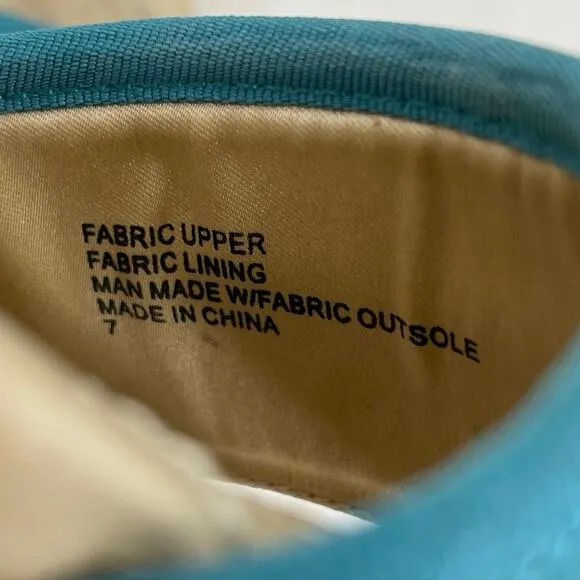 FABRIC UPPER
FABRIC LINING
MAN MADE W/FABRIC OUTSOLE
MADE IN CHINA
7